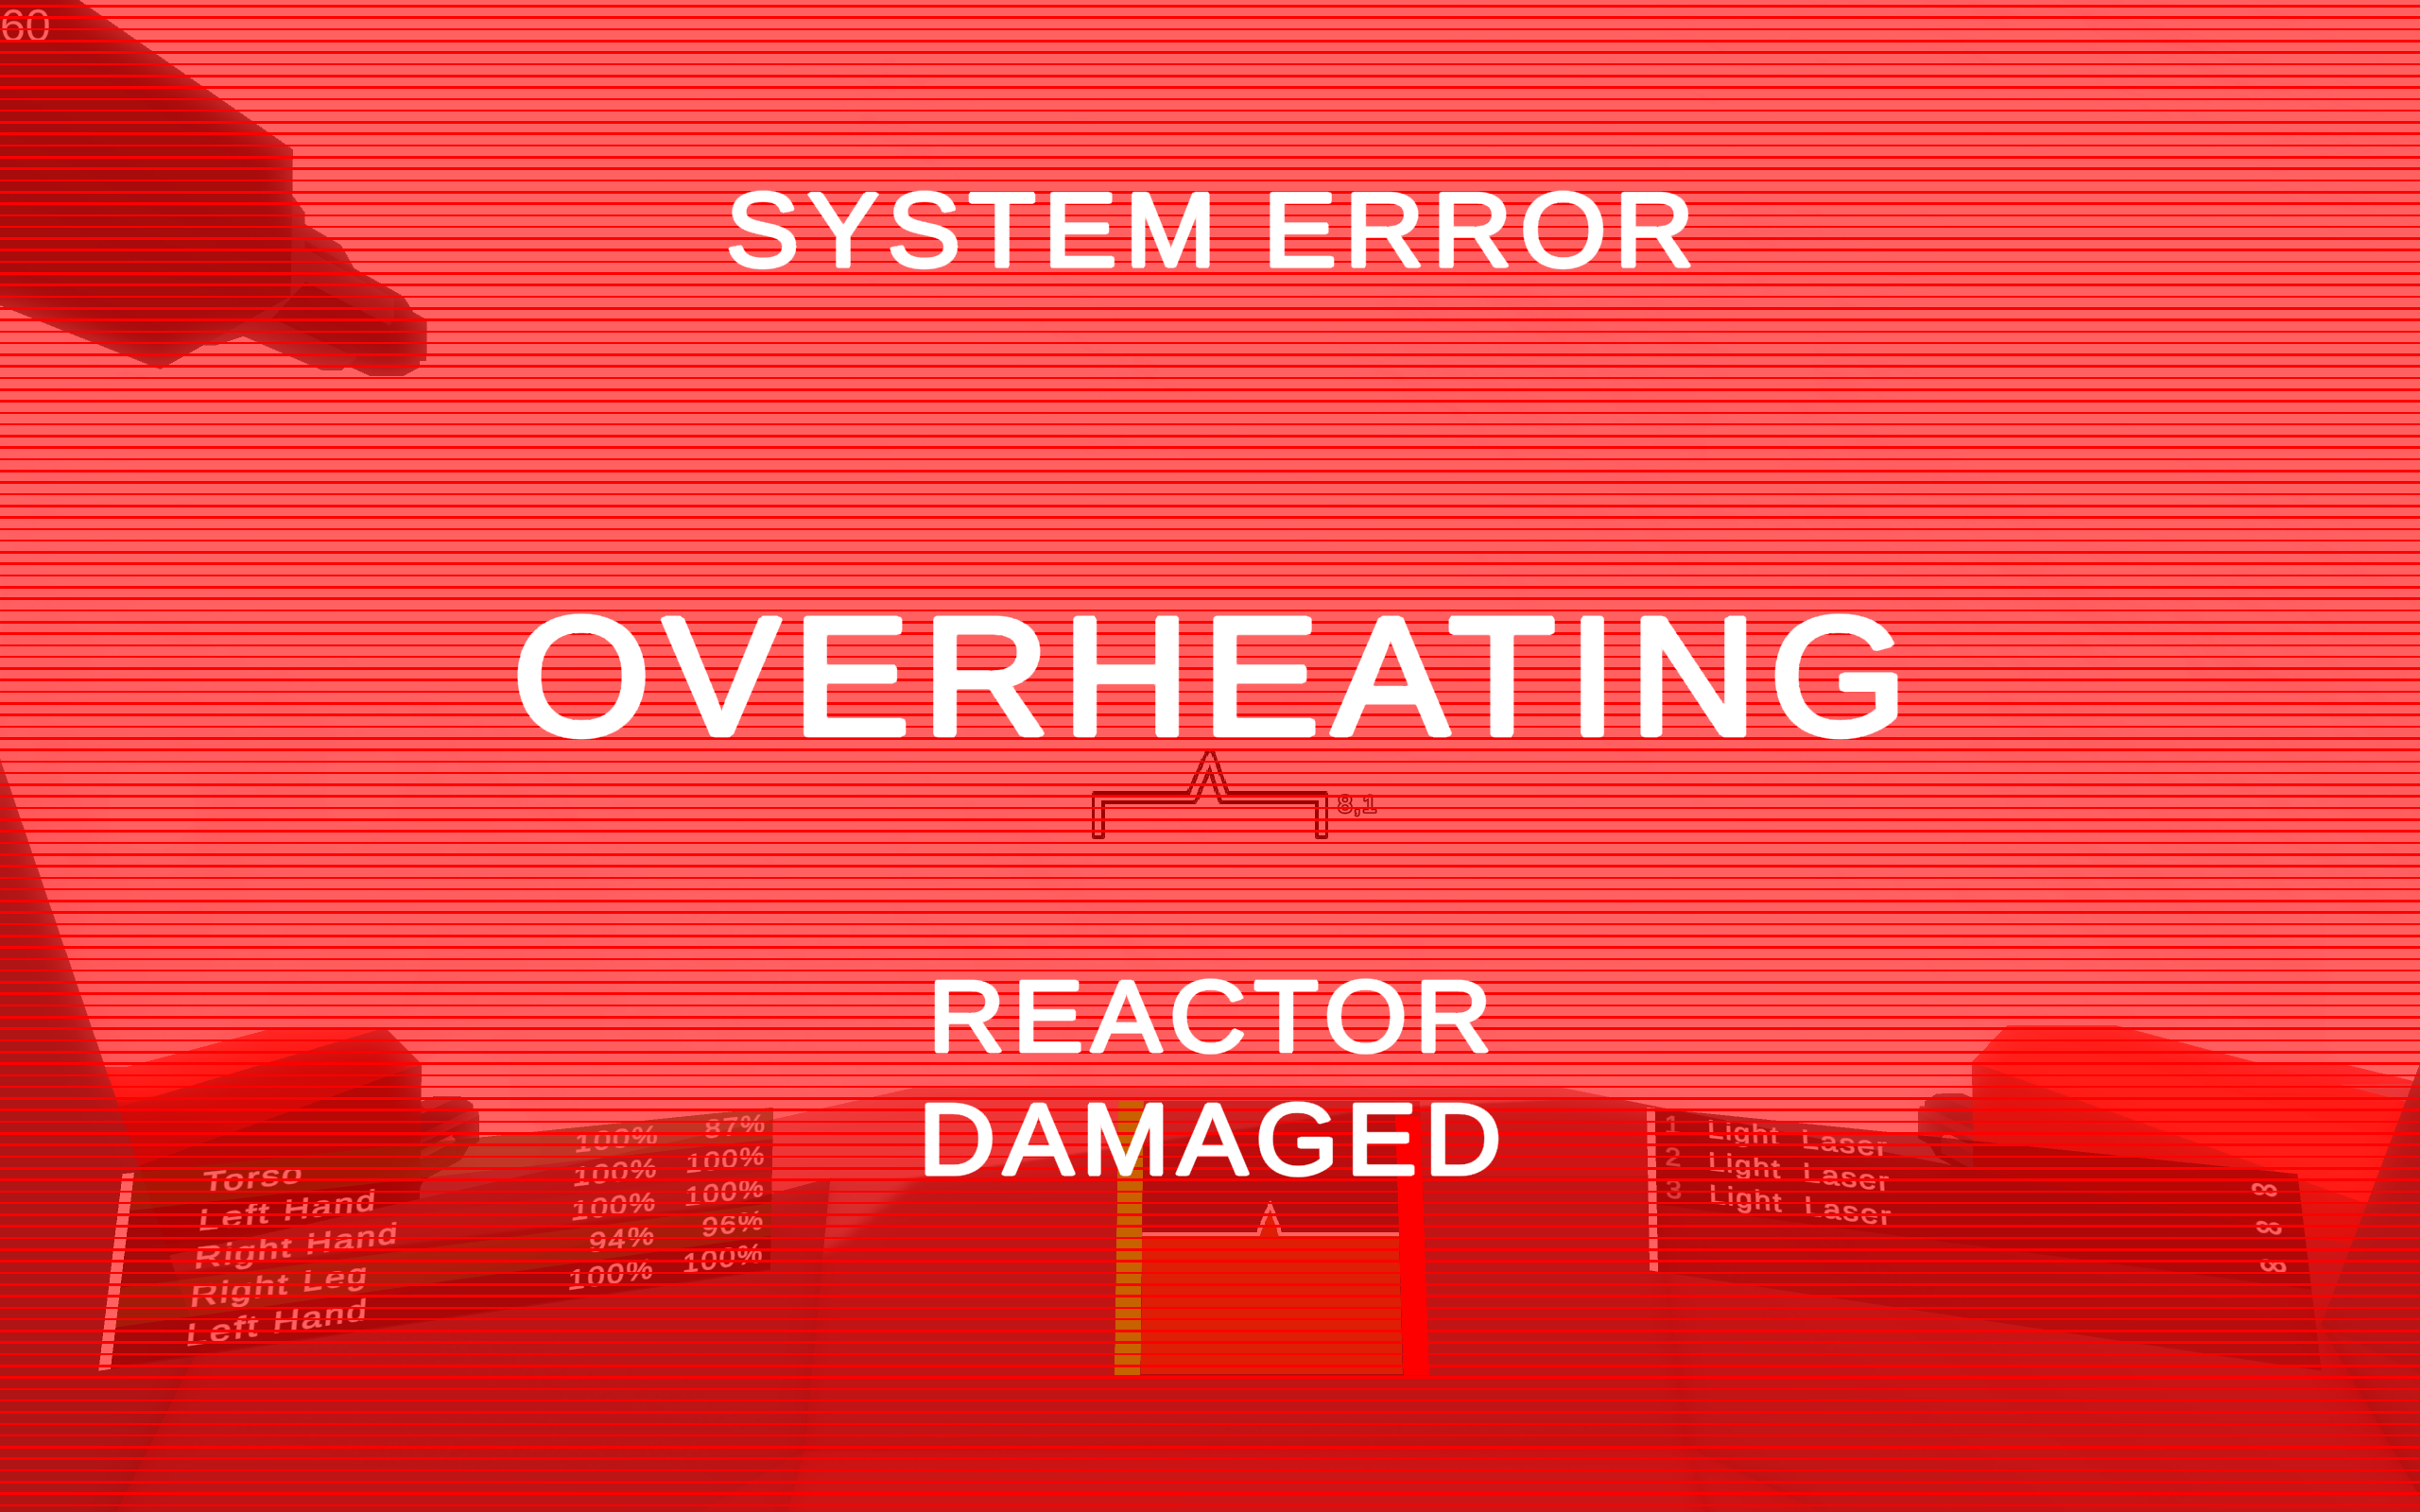 60
SYSTEM ERROR
OVERHEATING
8,1
REACTOR
DAMAGED
Torso 100% 87%
Left Hand 100% 100%
Right Hand 100% 100%
Right Leg 94% 96%
Left Hand 100% 100%
1 Light Laser ∞
2 Light Laser ∞
3 Light Laser ∞